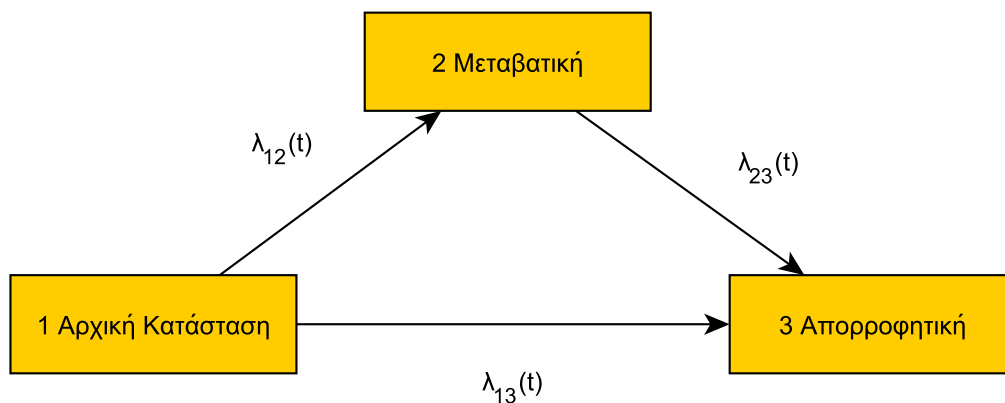 2 Μεταβατική
λ12(t)
λ23(t)
1 Αρχική Κατάσταση
3 Απορροφητική
λ13(t)